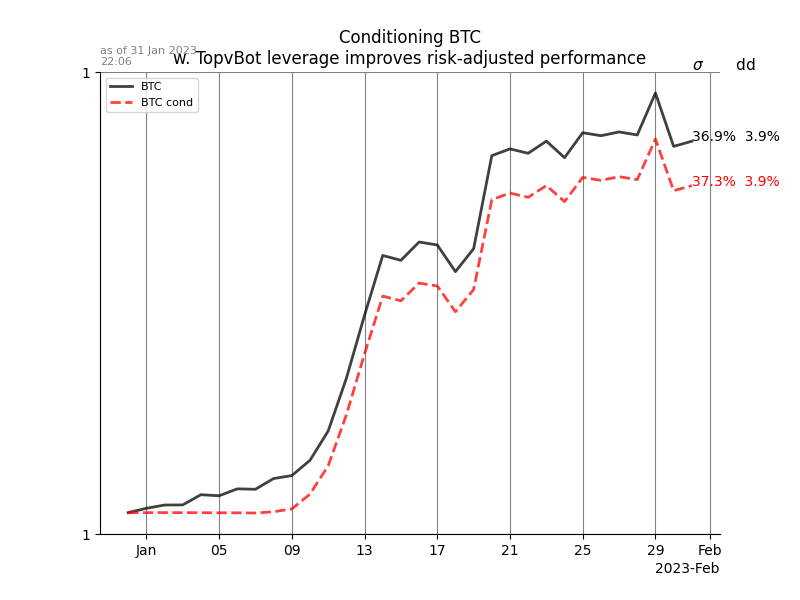 Conditioning BTC
w. TopvBot leverage improves risk-adjusted performance
as of 31 Jan 2023
22:06
σ dd
1
BTC
BTC cond
36.9% 3.9%
37.3% 3.9%
1
Jan 05 09 13 17 21 25 29 Feb
2023-Feb